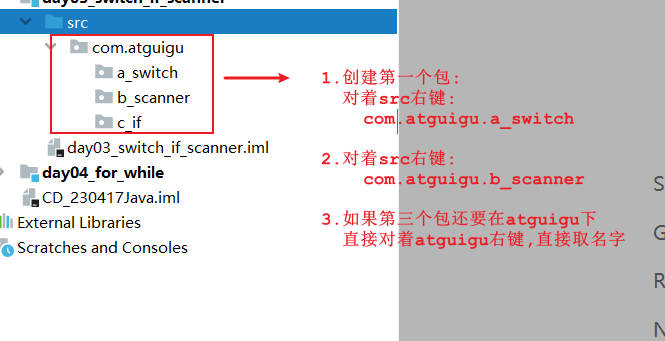 day03_switch_if_scanner
src
com.atguigu
a_switch
b_scanner
c_if
day03_switch_if_scanner.iml
day04_for_while
CD_230417Java.iml
External Libraries
Scratches and Consoles
1.创建第一个包:
对着src右键:
com.atguigu.a_switch
2.对着src右键:
com.atguigu.b_scanner
3.如果第三个包还要在atguigu下
直接对着atguigu右键,直接取名字
S
G
R
N